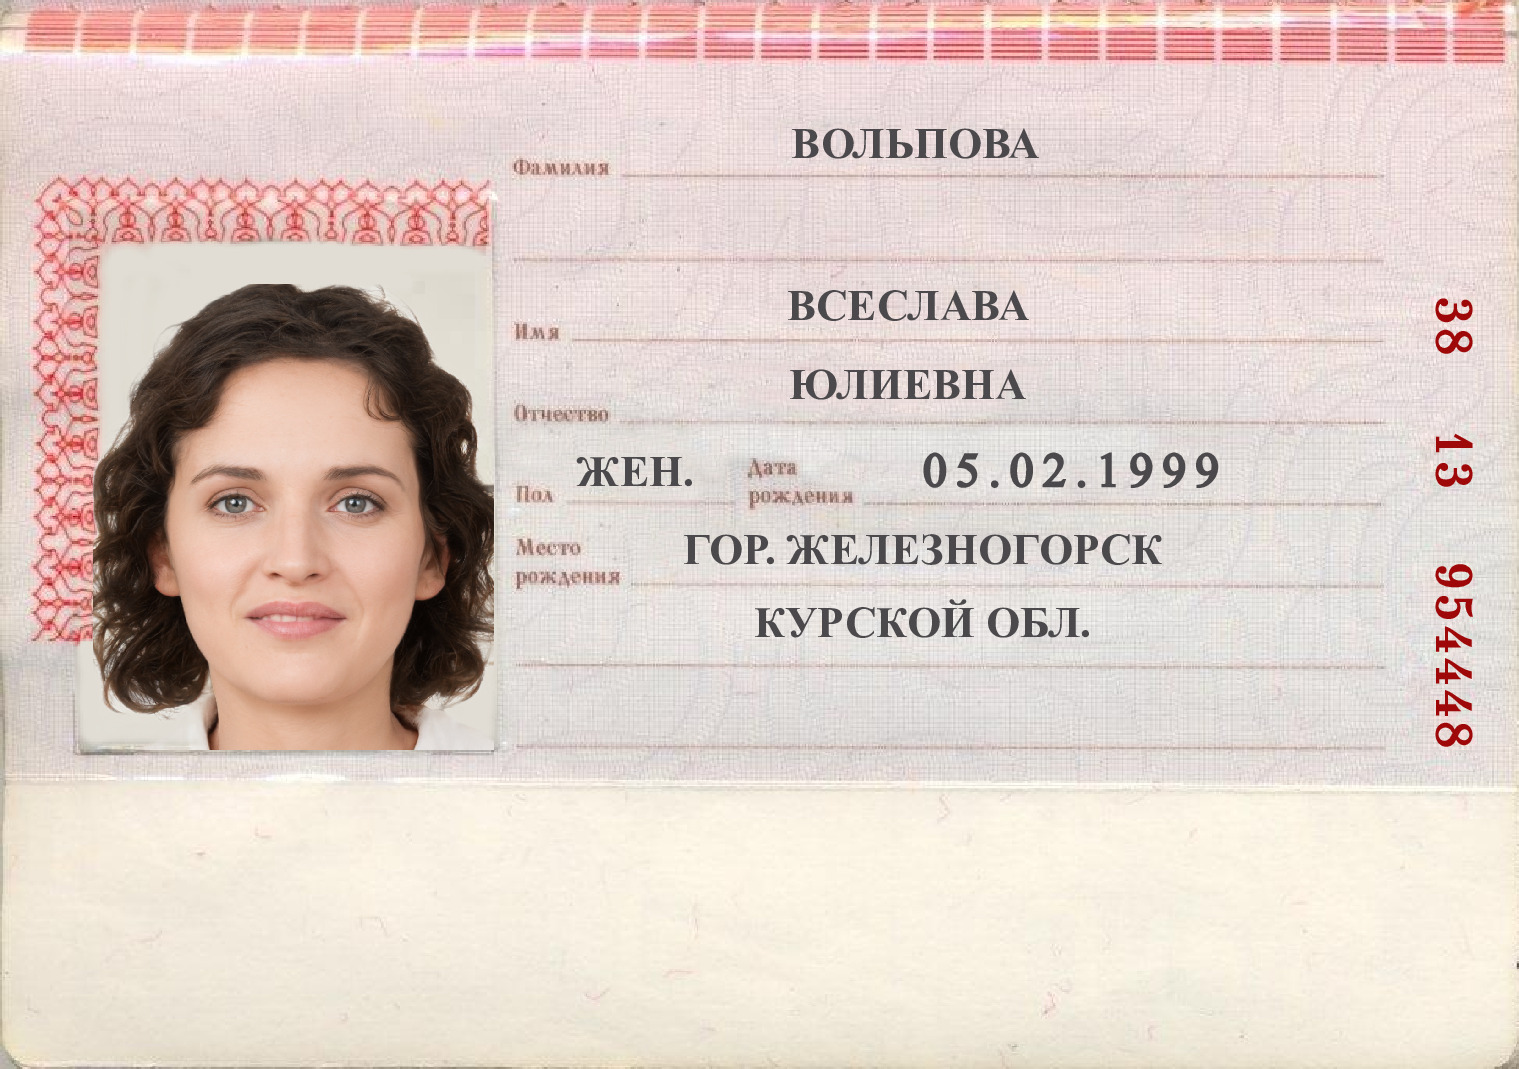 ВОЛЬПОВА
Фамилия
ВСЕСЛАВА
Имя
ЮЛИЕВНА
Отчество
ЖЕН. Дата 05.02.1999
Пол рождения
Место ГОР. ЖЕЛЕЗНОГОРСК
рождения
КУРСКОЙ ОБЛ.
38 13 954448